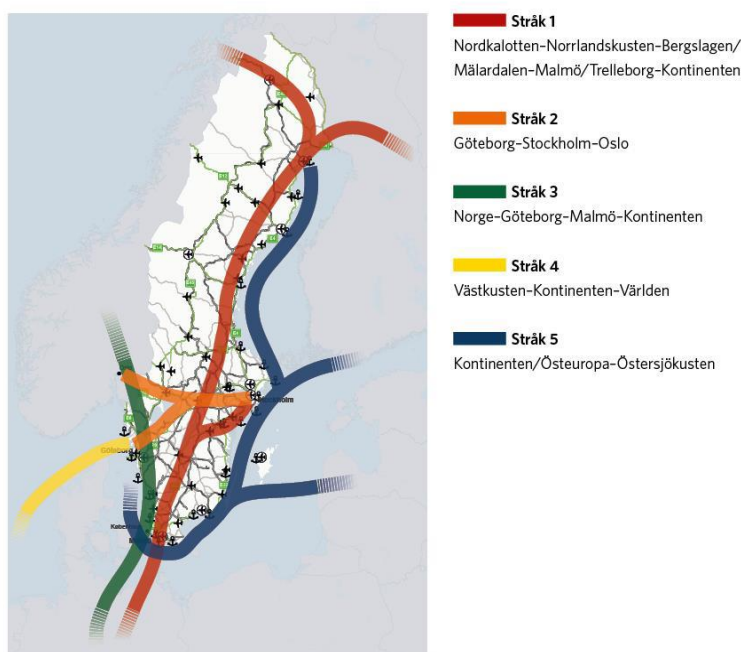 Stråk 1
Nordkalotten–Norrlandskusten–Bergslagen/
Mälardalen–Malmö/Trelleborg–Kontinenten
Stråk 2
Göteborg–Stockholm–Oslo
Stråk 3
Norge–Göteborg–Malmö–Kontinenten
Stråk 4
Västkusten–Kontinenten–Världen
Stråk 5
Kontinenten/Östeuropa–Östersjökusten
Göteborg